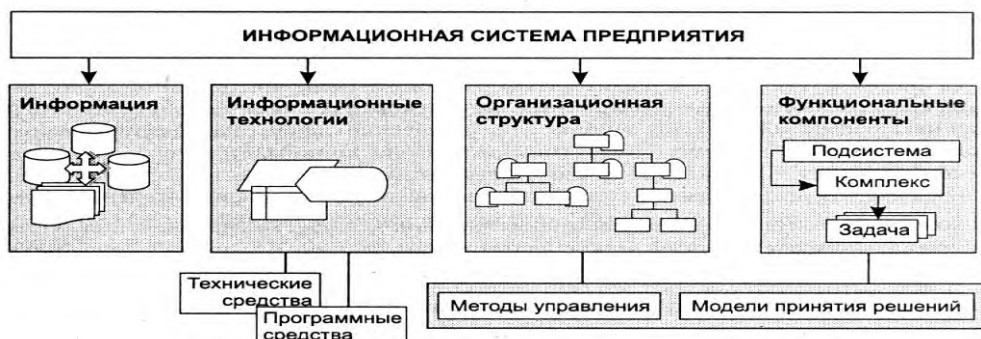 ИНФОРМАЦИОННАЯ СИСТЕМА ПРЕДПРИЯТИЯ
Информация
Информационные
технологии
Организационная
структура
Функциональные
компоненты
Подсистема
Комплекс
Задача
Технические
средства
Программные
средства
Методы управления
Модели принятия решений